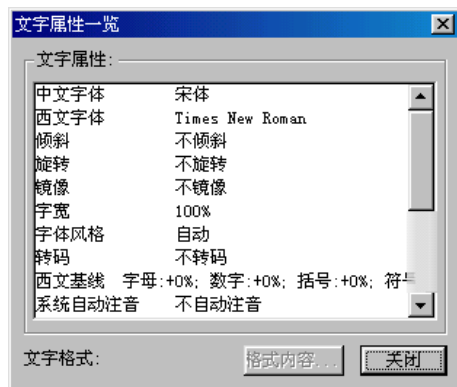 文字属性一览
文字属性:
中文字体 宋体
西文字体 Times New Roman
倾斜 不倾斜
旋转 不旋转
镜像 不镜像
字宽 100%
字体风格 自动
转码 不转码
西文基线 字母:+0%; 数字:+0%; 括号:+0%; 符
系统自动注音 不自动注音
文字格式: 格式内容... 关闭